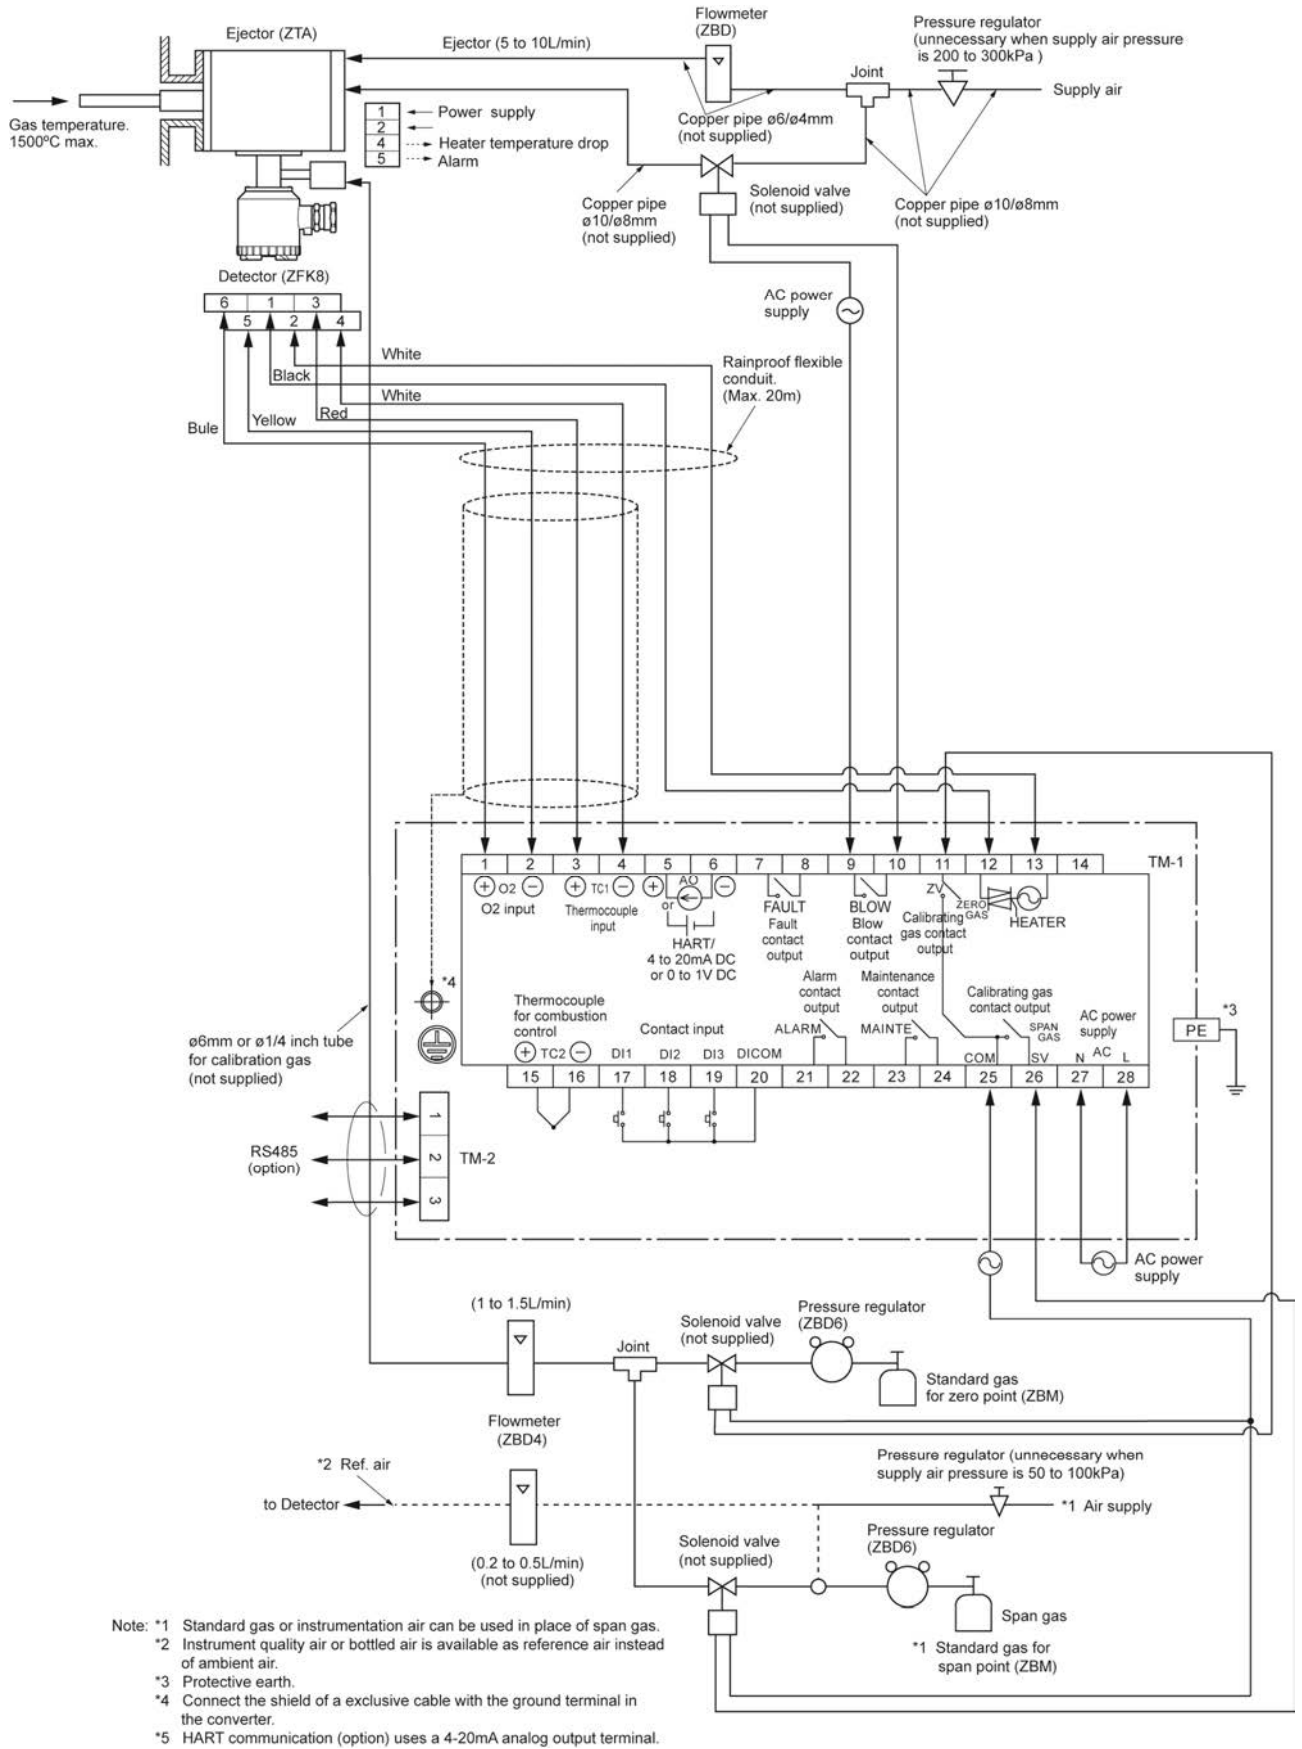 Flowmeter
(ZBD)
Pressure regulator
(unnecessary when supply air pressure
is 200 to 300kPa )
Ejector (ZTA)
Ejector (5 to 10L/min)
Joint
Supply air
Gas temperature.
1500ºC max.
1
2
4
5
Power supply
Heater temperature drop
Alarm
Copper pipe ø6/ø4mm
(not supplied)
Copper pipe
ø10/ø8mm
(not supplied)
Solenoid valve
(not supplied)
Copper pipe ø10/ø8mm
(not supplied)
Detector (ZFK8)
6 1 3
5 2 4
AC power
supply
White
Black
White
Red
Yellow
Bule
Rainproof flexible
conduit.
(Max. 20m)
1 2 3 4 5 6 7 8 9 10 11 12 13 14
TM-1
O2
O2 input
TC1
Thermocouple
input
AO
or
HART/
4 to 20mA DC
or 0 to 1V DC
FAULT
Fault
contact
output
BLOW
Blow
contact
output
ZV
ZERO
GAS
Calibrating
gas contact
output
HEATER
*4
Thermocouple
for combustion
control
TC2
Contact input
DI1 DI2 DI3 DICOM
Alarm
contact
output
ALARM
Maintenance
contact
output
MAINTE
Calibrating gas
contact output
SPAN
GAS
COM
SV
AC power
supply
N AC L
PE
*3
15 16 17 18 19 20 21 22 23 24 25 26 27 28
ø6mm or ø1/4 inch tube
for calibration gas
(not supplied)
RS485
(option)
1
2
3
TM-2
AC power
supply
(1 to 1.5L/min)
Joint
Solenoid valve
(not supplied)
Pressure regulator
(ZBD6)
Standard gas
for zero point (ZBM)
Flowmeter
(ZBD4)
*2 Ref. air
to Detector
Pressure regulator (unnecessary when
supply air pressure is 50 to 100kPa)
*1 Air supply
(0.2 to 0.5L/min)
(not supplied)
Solenoid valve
(not supplied)
Pressure regulator
(ZBD6)
Span gas
*1 Standard gas for
span point (ZBM)
Note: *1 Standard gas or instrumentation air can be used in place of span gas.
*2 Instrument quality air or bottled air is available as reference air instead
of ambient air.
*3 Protective earth.
*4 Connect the shield of a exclusive cable with the ground terminal in
the converter.
*5 HART communication (option) uses a 4-20mA analog output terminal.